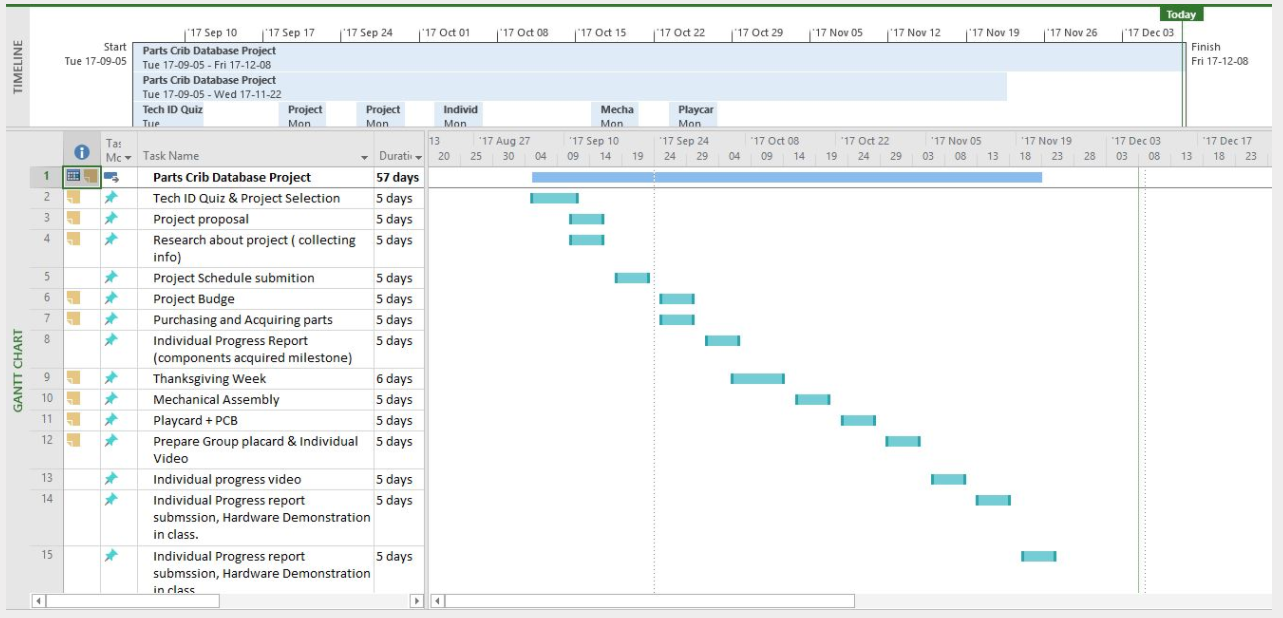 Today
'17 Sep 10 '17 Sep 17 '17 Sep 24 '17 Oct 01 '17 Oct 08 '17 Oct 15 '17 Oct 22 '17 Oct 29 '17 Nov 05 '17 Nov 12 '17 Nov 19 '17 Nov 26 '17 Dec 03
TIMELINE
Start
Tue 17-09-05
Parts Crib Database Project
Tue 17-09-05 - Fri 17-12-08
Finish
Fri 17-12-08
Parts Crib Database Project
Tue 17-09-05 - Wed 17-11-22
Tech ID Quiz Project Project Individ Mecha Playcar
Tue Mon Mon Mon Mon Mon
13 '17 Aug 27 '17 Sep 10 '17 Sep 24 '17 Oct 08 '17 Oct 22 '17 Nov 05 '17 Nov 19 '17 Dec 03 '17 Dec 17
Mc Task Name Durati
20 25 30 04 09 14 19 24 29 04 09 14 19 24 29 03 08 13 18 23 28 03 08 13 18 23
GANTT CHART
1 Parts Crib Database Project 57 days
2 Tech ID Quiz & Project Selection 5 days
3 Project proposal 5 days
4 Research about project ( collecting 5 days
info)
5 Project Schedule submition 5 days
6 Project Budge 5 days
7 Purchasing and Acquiring parts 5 days
8 Individual Progress Report 5 days
(components acquired milestone)
9 Thanksgiving Week 6 days
10 Mechanical Assembly 5 days
11 Playcard + PCB 5 days
12 Prepare Group placard & Individual 5 days
Video
13 Individual progress video 5 days
14 Individual Progress report 5 days
submssion, Hardware Demonstration
in class.
15 Individual Progress report 5 days
submssion, Hardware Demonstration
in class